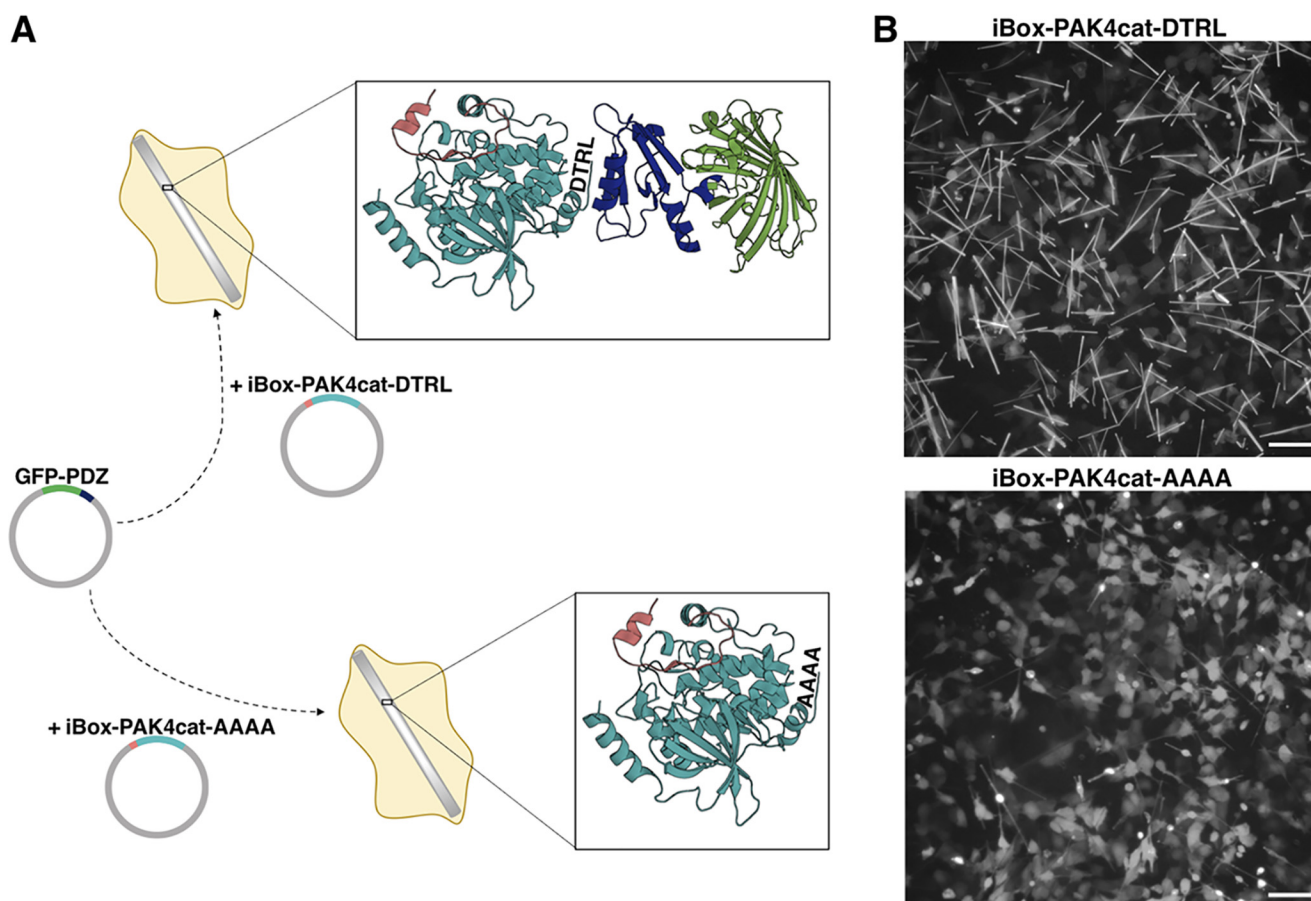 A
DTRL
+ iBox-PAK4cat-DTRL
GFP-PDZ
+ iBox-PAK4cat-AAAA
AAAA
B
iBox-PAK4cat-DTRL
iBox-PAK4cat-AAAA